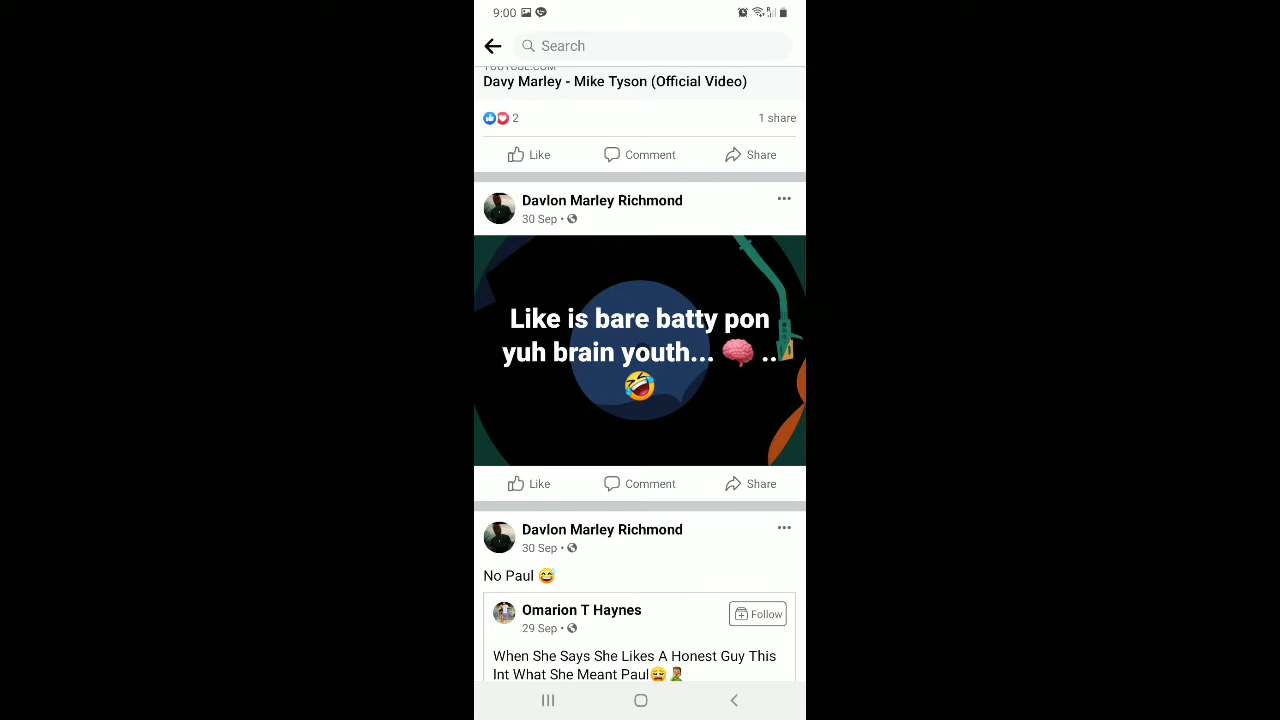 9:00
Search
YOUTUBE.COM
Davy Marley - Mike Tyson (Official Video)
2
1 share
Like
Comment
Share
Davlon Marley Richmond
30 Sep •
Like is bare batty pon
yuh brain youth... 🧠 ..
🤣
Like
Comment
Share
Davlon Marley Richmond
30 Sep •
No Paul 😅
Omarion T Haynes
Follow
29 Sep •
When She Says She Likes A Honest Guy This
Int What She Meant Paul😩🤦‍♂️